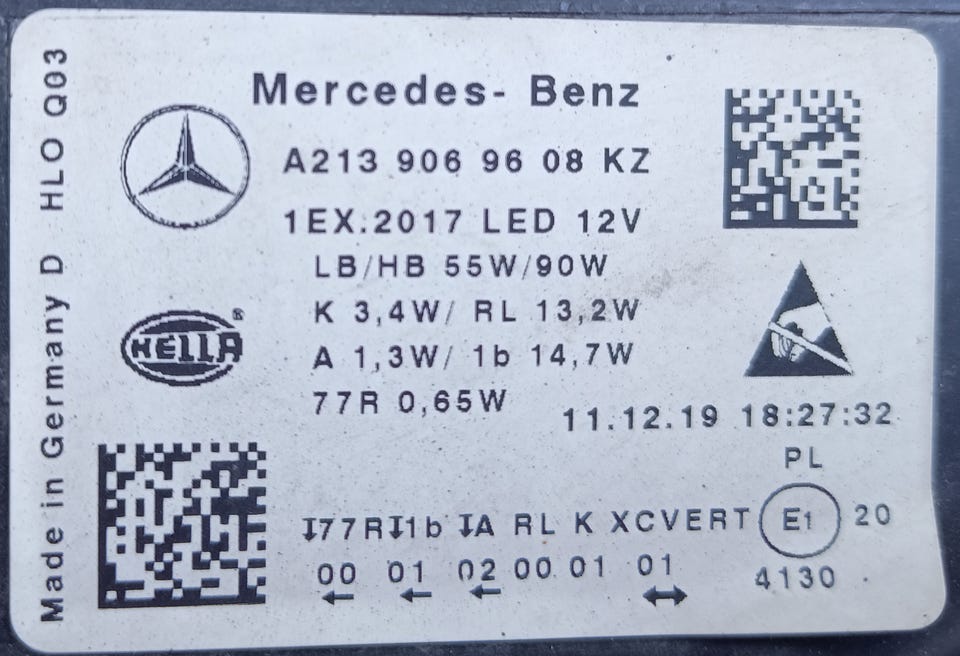 Made in Germany D HLO Q03
Mercedes- Benz
A213 906 96 08 KZ
1EX:2017 LED 12V
LB/HB 55W/90W
K 3,4W/ RL 13,2W
HELLA ®
A 1,3W/ 1b 14,7W
77R 0,65W
11.12.19 18:27:32
PL
77R 1b A RL K XCVERT E1 20
00 01 02 00 01 01
4130